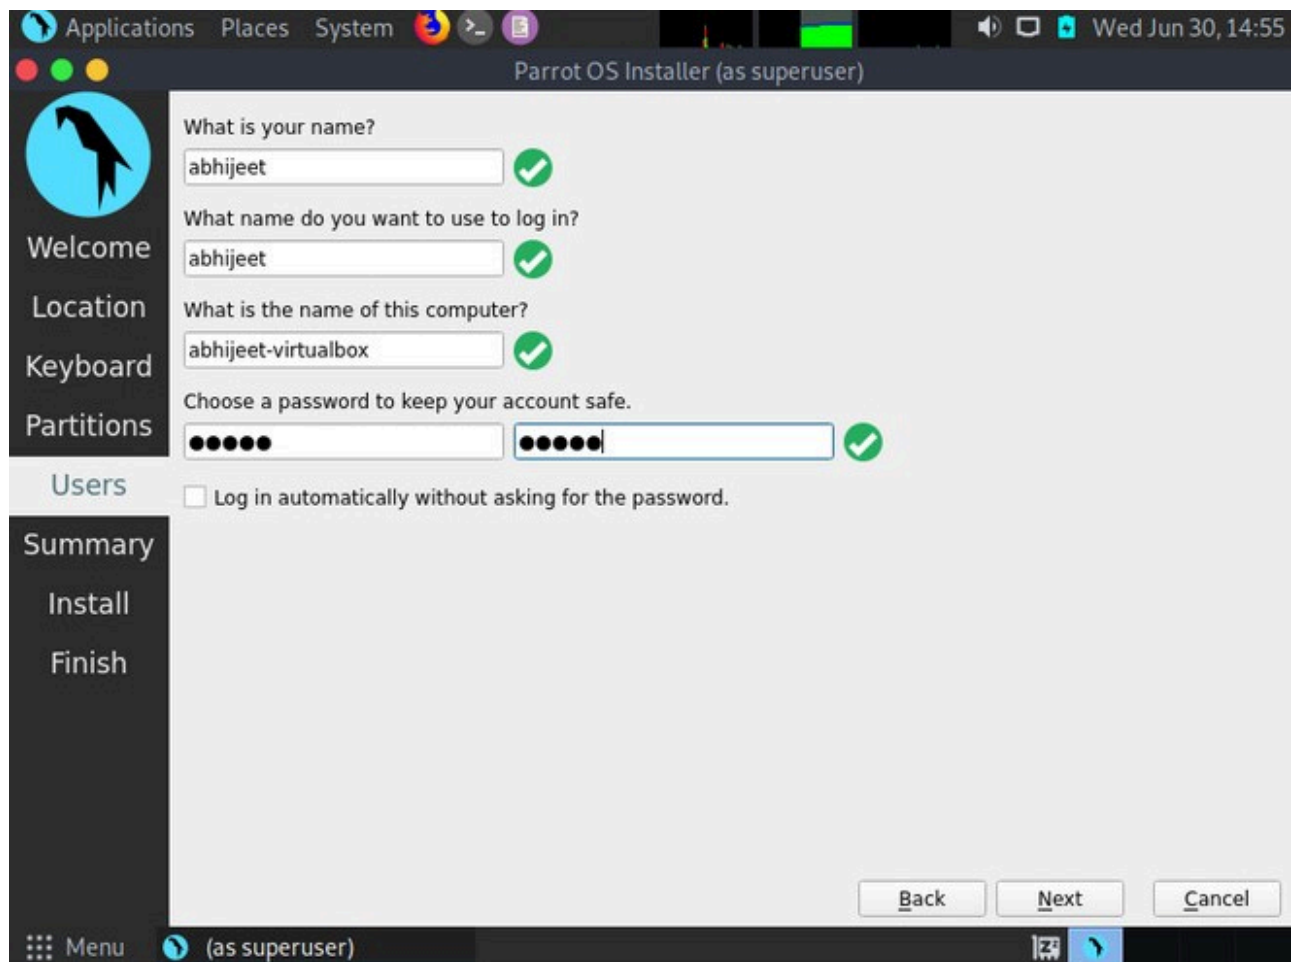 Applications Places System Wed Jun 30, 14:55
Parrot OS Installer (as superuser)
What is your name?
abhijeet
What name do you want to use to log in?
abhijeet
What is the name of this computer?
abhijeet-virtualbox
Choose a password to keep your account safe.
●●●●● ●●●●●
Log in automatically without asking for the password.
Welcome
Location
Keyboard
Partitions
Users
Summary
Install
Finish
Back Next Cancel
Menu (as superuser)